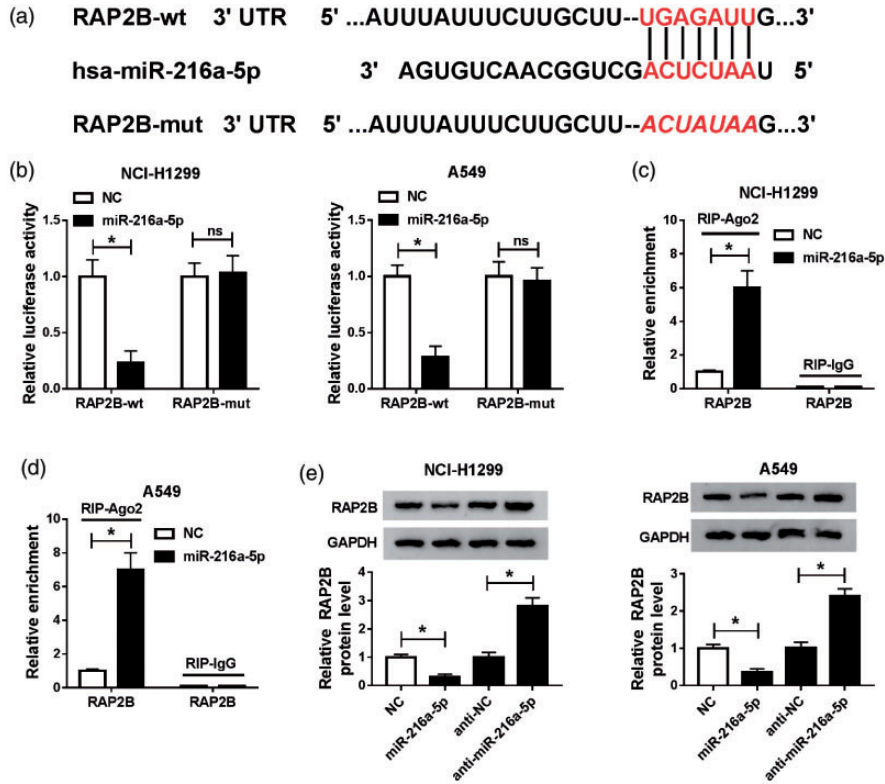 (a)
RAP2B-wt 3' UTR 5' ...AUUUAUUUCUUGCUU--UGAGAUUG...3'
hsa-miR-216a-5p 3' AGUGUCAACGGUCGACUCUAAU 5'
RAP2B-mut 3' UTR 5' ...AUUUAUUUCUUGCUU--ACUAUAAG...3'
(b)
NCI-H1299
NC
miR-216a-5p
Relative luciferase activity
1.5
1.0
0.5
0.0
*
ns
RAP2B-wt
RAP2B-mut
A549
NC
miR-216a-5p
Relative luciferase activity
1.5
1.0
0.5
0.0
*
ns
RAP2B-wt
RAP2B-mut
(c)
NCI-H1299
RIP-Ago2
NC
miR-216a-5p
Relative enrichment
8
6
4
2
0
*
RIP-IgG
RAP2B
RAP2B
(d)
A549
RIP-Ago2
NC
miR-216a-5p
Relative enrichment
10
8
6
4
2
0
*
RIP-IgG
RAP2B
RAP2B
(e)
NCI-H1299
RAP2B
GAPDH
Relative RAP2B
protein level
4
3
2
1
0
*
*
NC
miR-216a-5p
anti-NC
anti-miR-216a-5p
A549
RAP2B
GAPDH
Relative RAP2B
protein level
3
2
1
0
*
*
NC
miR-216a-5p
anti-NC
anti-miR-216a-5p